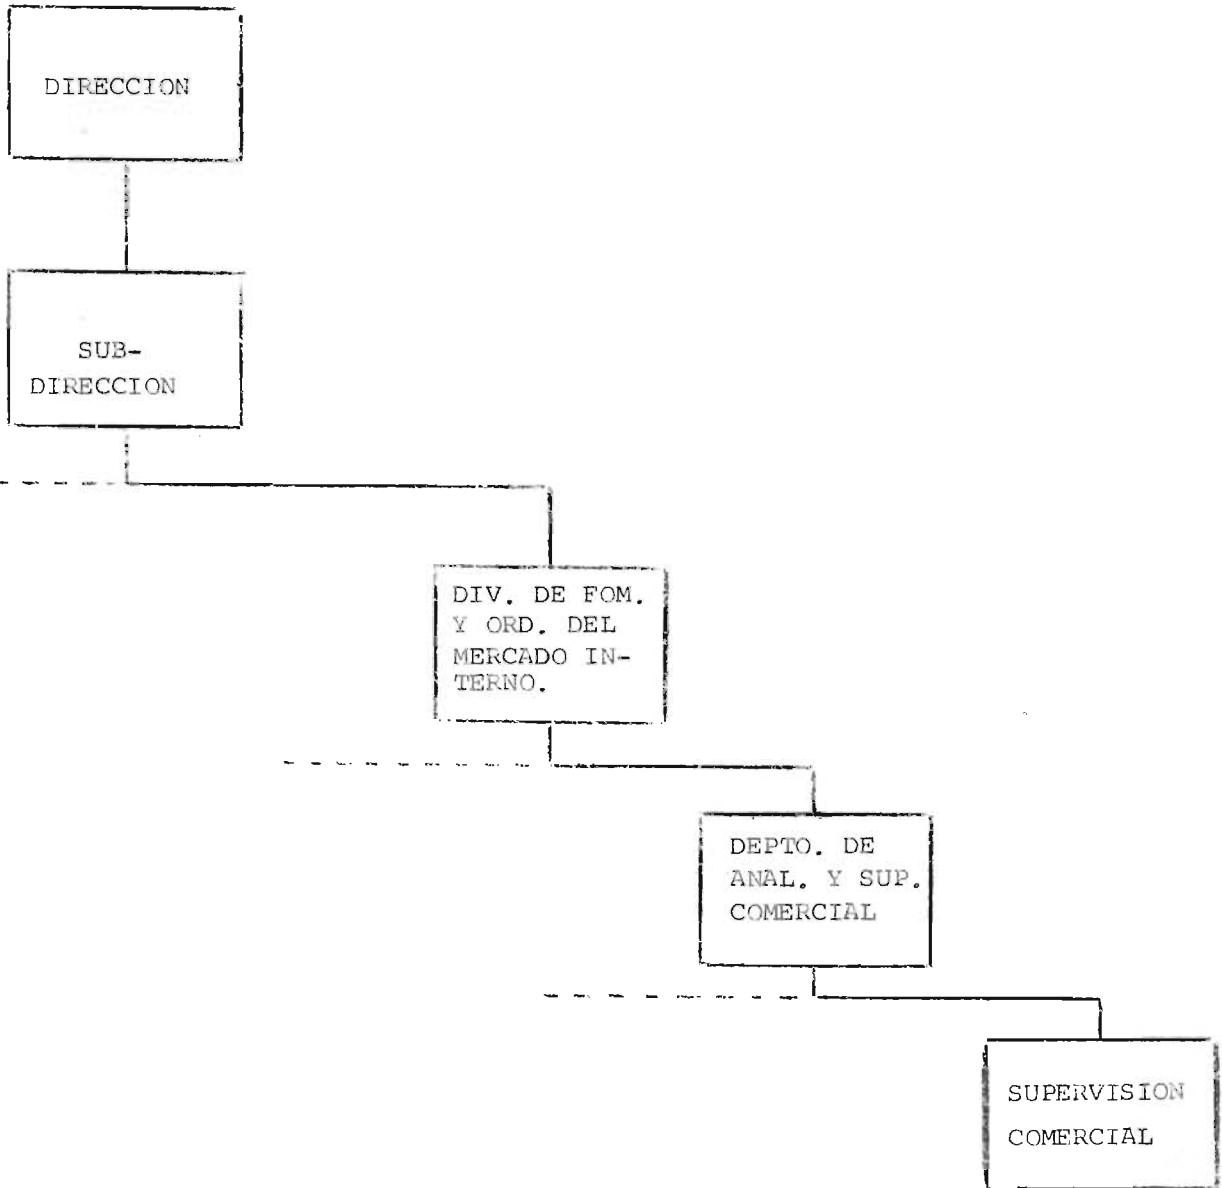 DIRECCION
SUB-
DIRECCION
DIV. DE FOM.
Y ORD. DEL
MERCADO IN-
TERNO.
DEPTO. DE
ANAL. Y SUP.
COMERCIAL
SUPERVISION
COMERCIAL